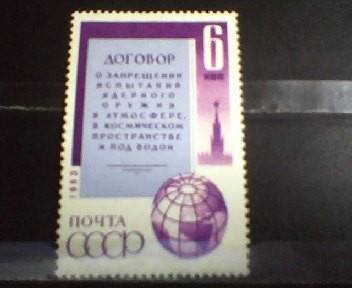 ДОГОВОР
О ЗАПРЕЩЕНИИ
ИСПЫТАНИЙ
ЯДЕРНОГО
ОРУЖИЯ
В АТМОСФЕРЕ,
В КОСМИЧЕСКОМ
ПРОСТРАНСТВЕ
И ПОД ВОДОЙ
6
КОП
1963
ПОЧТА
СССР